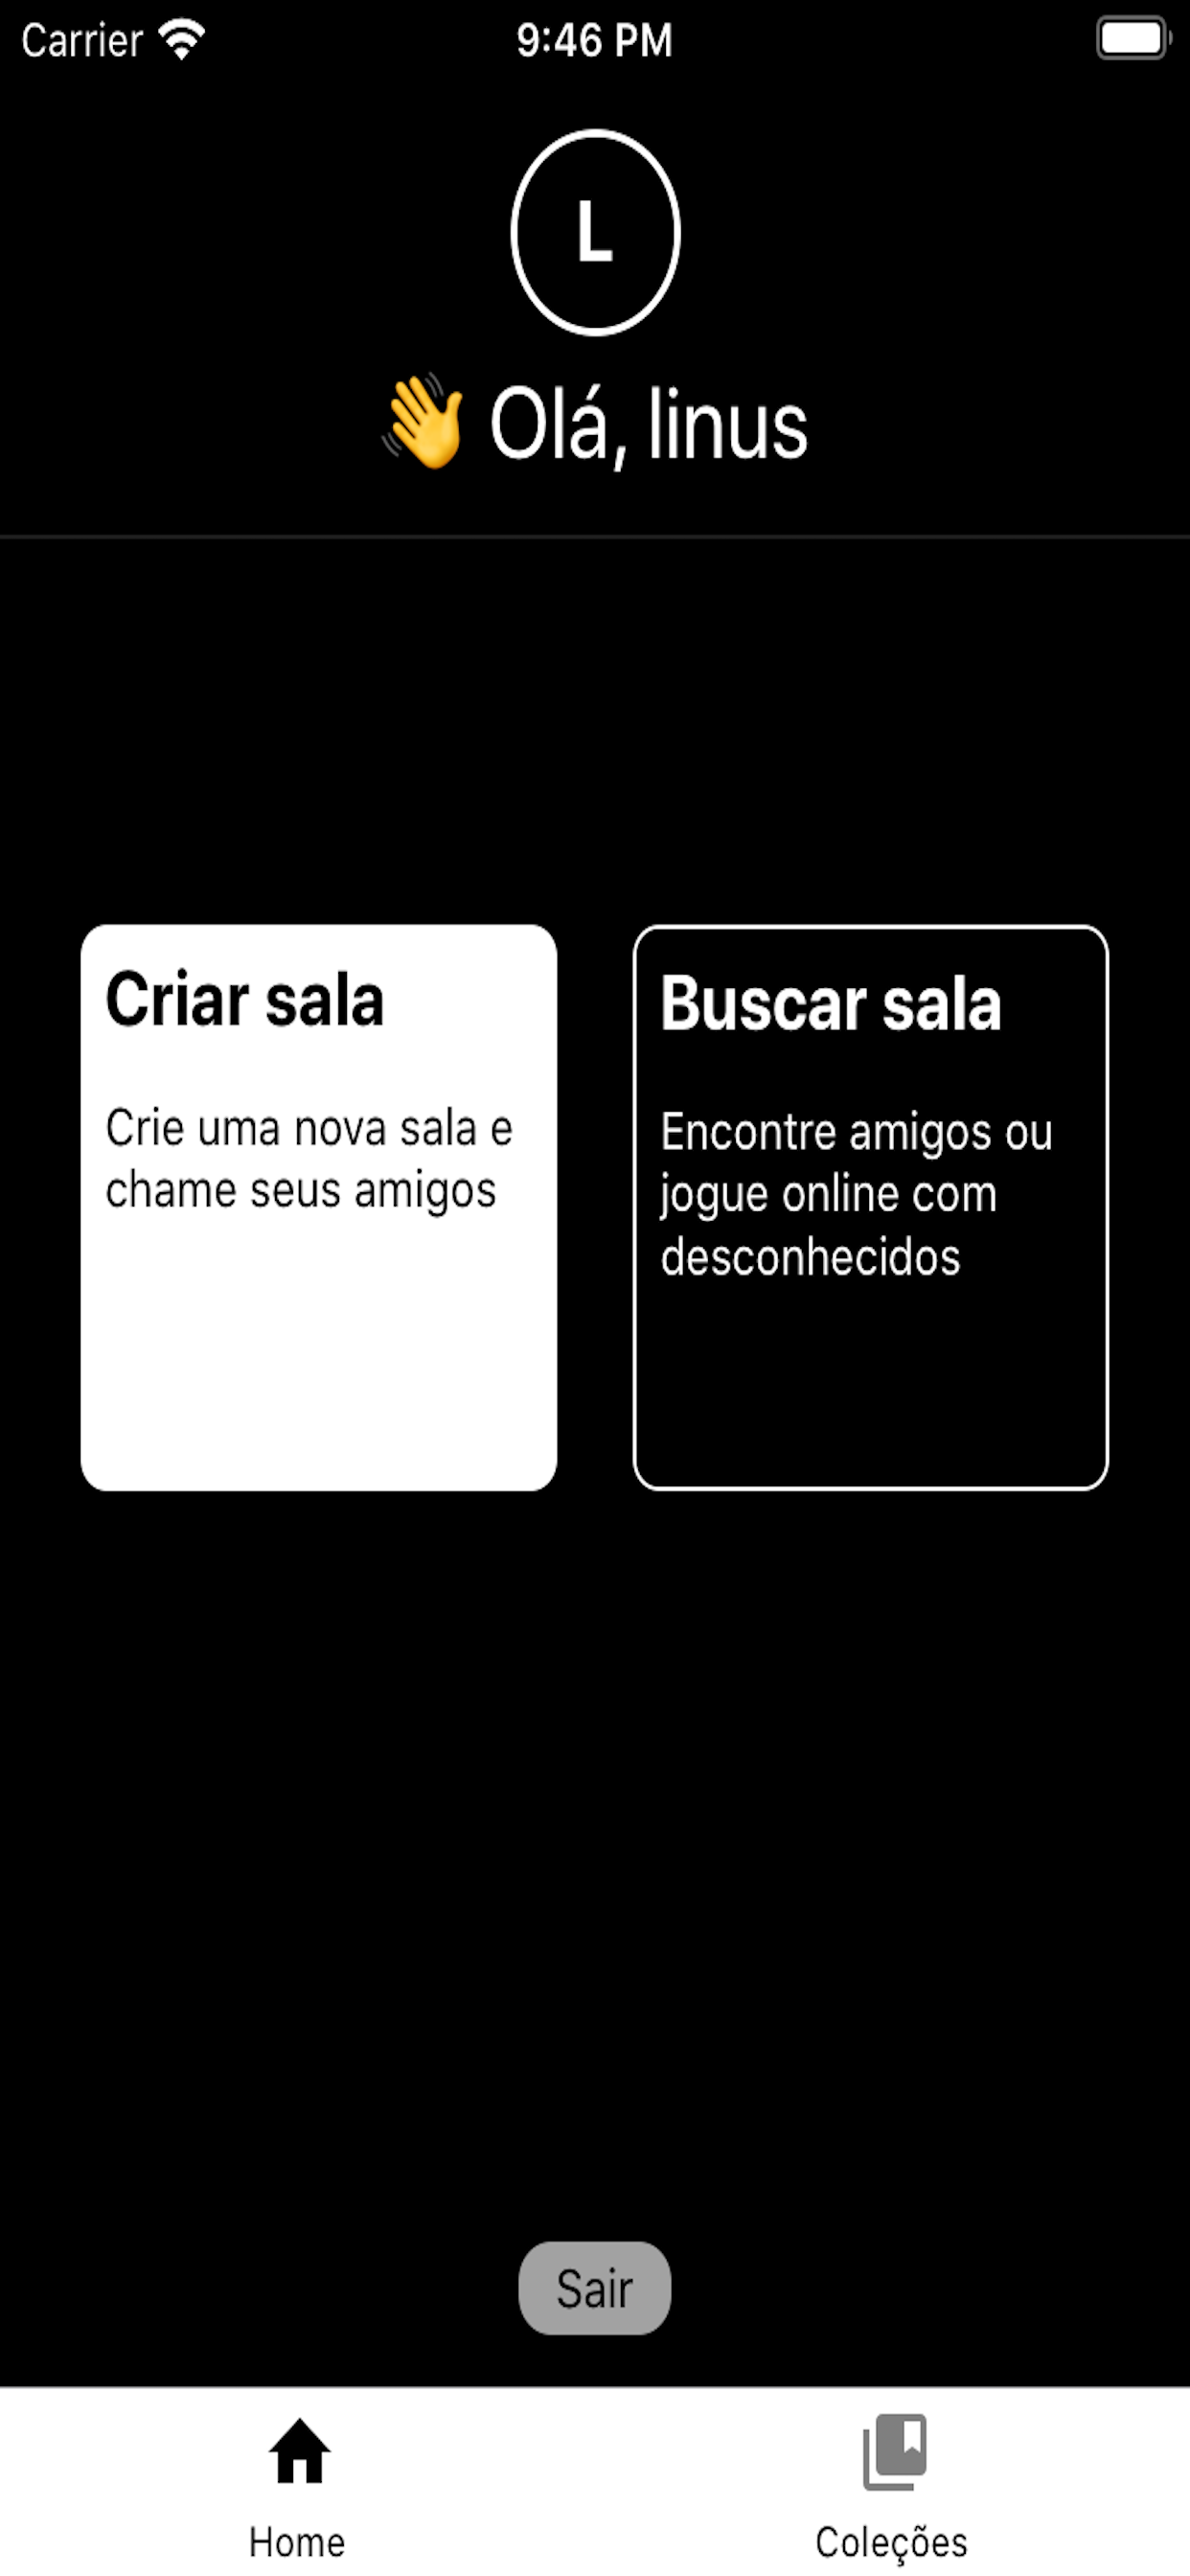 Carrier 9:46 PM
L
👋 Olá, linus
Criar sala
Crie uma nova sala e
chame seus amigos
Buscar sala
Encontre amigos ou
jogue online com
desconhecidos
Sair
Home
Coleções